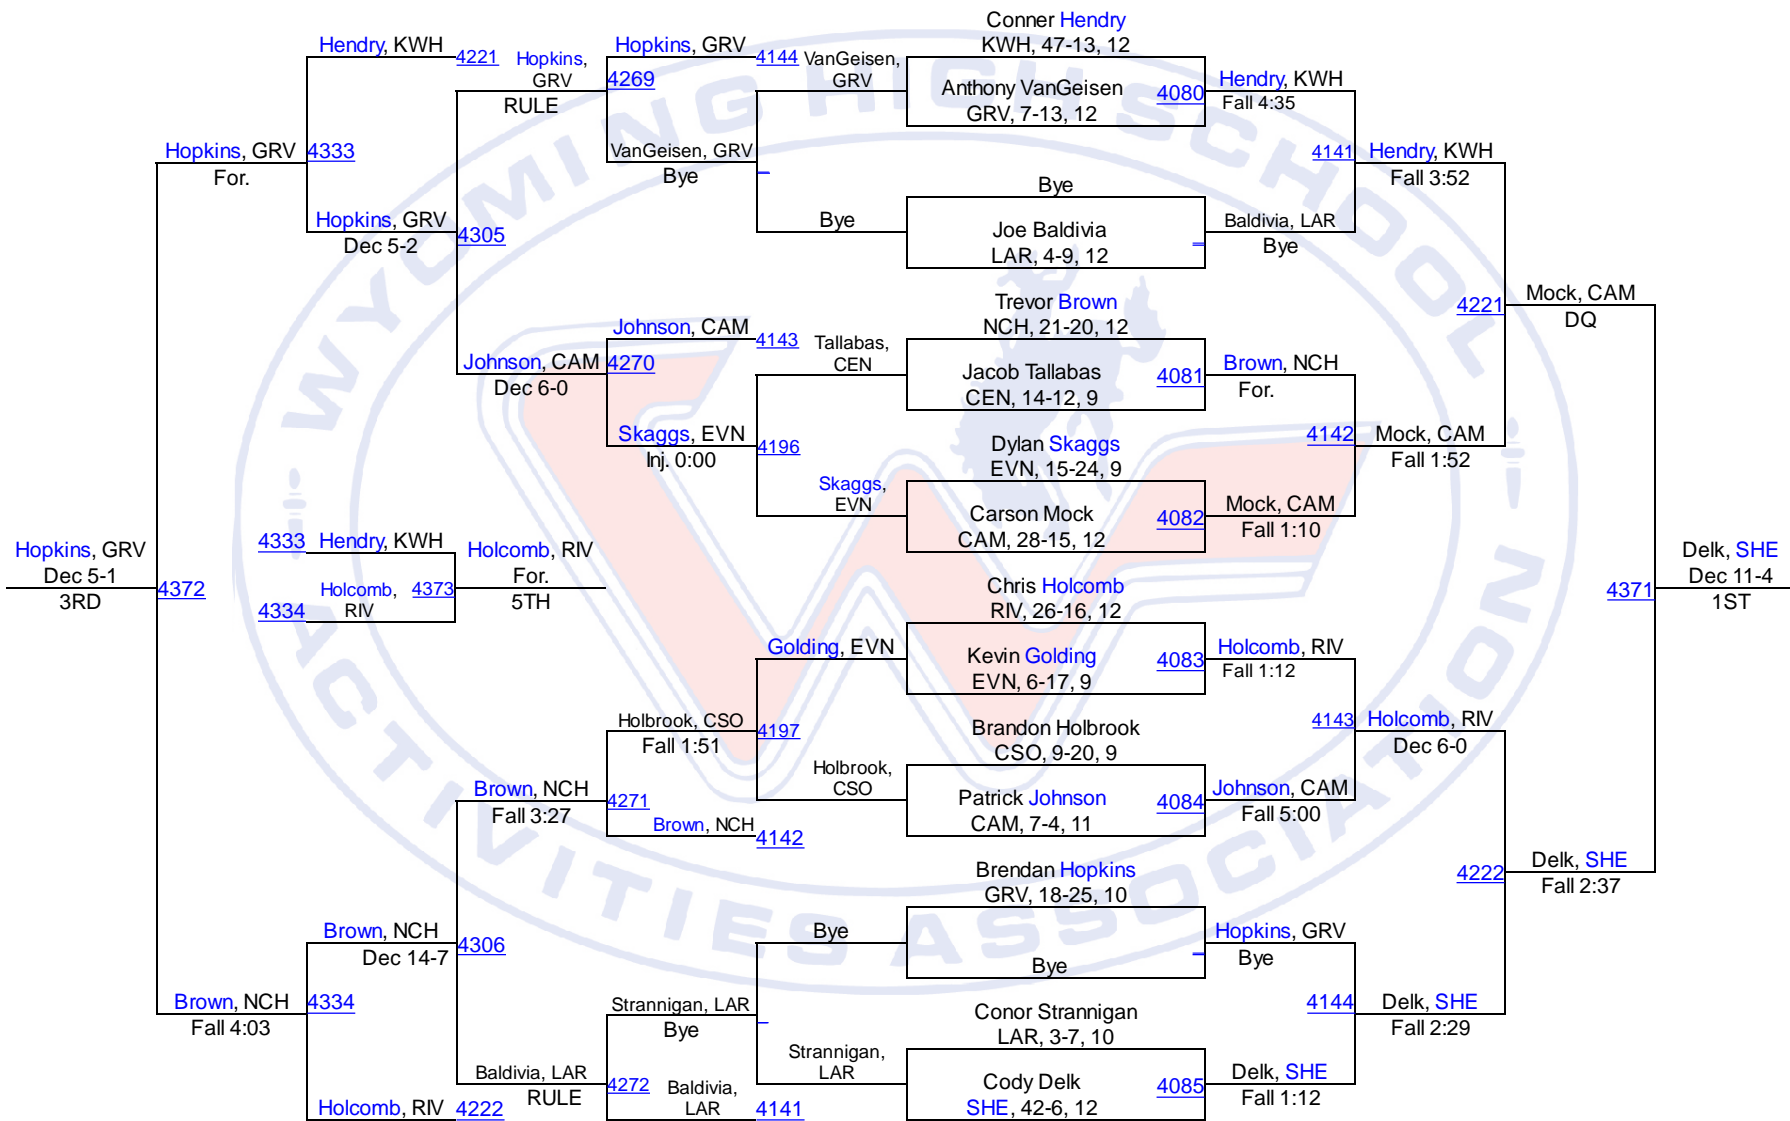 Conner Hendry
KWH, 47-13, 12
Hendry, KWH
4221
Hopkins,
GRV
RULE
Hopkins, GRV
4269
4144
VanGeisen,
GRV
Anthony VanGeisen
GRV, 7-13, 12
4080
Hendry, KWH
Fall 4:35
Hopkins, GRV
For.
4333
VanGeisen, GRV
Bye
4141
Hendry, KWH
Fall 3:52
Bye
Hopkins, GRV
Dec 5-2
4305
Bye
Joe Baldivia
LAR, 4-9, 12
Baldivia, LAR
Bye
Trevor Brown
NCH, 21-20, 12
4221
Mock, CAM
DQ
Johnson, CAM
4143
Tallabas,
CEN
Johnson, CAM
Dec 6-0
4270
Jacob Tallabas
CEN, 14-12, 9
4081
Brown, NCH
For.
Skaggs, EVN
Inj. 0:00
4196
Dylan Skaggs
EVN, 15-24, 9
4142
Mock, CAM
Fall 1:52
Skaggs,
EVN
Carson Mock
CAM, 28-15, 12
4082
Mock, CAM
Fall 1:10
Hopkins, GRV
Dec 5-1
3RD
4372
4333
Hendry, KWH
Holcomb, RIV
For.
5TH
4334
Holcomb,
RIV
4373
Chris Holcomb
RIV, 26-16, 12
4371
Delk, SHE
Dec 11-4
1ST
Golding, EVN
Kevin Golding
EVN, 6-17, 9
4083
Holcomb, RIV
Fall 1:12
Holbrook, CSO
Fall 1:51
4197
Brandon Holbrook
CSO, 9-20, 9
4143
Holcomb, RIV
Dec 6-0
Brown, NCH
Fall 3:27
4271
Holbrook,
CSO
Patrick Johnson
CAM, 7-4, 11
4084
Johnson, CAM
Fall 5:00
Brown, NCH
4142
Brendan Hopkins
GRV, 18-25, 10
4222
Delk, SHE
Fall 2:37
Brown, NCH
Dec 14-7
4306
Bye
Bye
Hopkins, GRV
Bye
Brown, NCH
Fall 4:03
4334
Strannigan, LAR
Bye
Conor Strannigan
LAR, 3-7, 10
4144
Delk, SHE
Fall 2:29
Strannigan,
LAR
Baldivia, LAR
RULE
4272
Baldivia,
LAR
4141
Cody Delk
SHE, 42-6, 12
4085
Delk, SHE
Fall 1:12
Holcomb, RIV
4222
WYOMING HIGH SCHOOL
ACTIVITIES ASSOCIATION